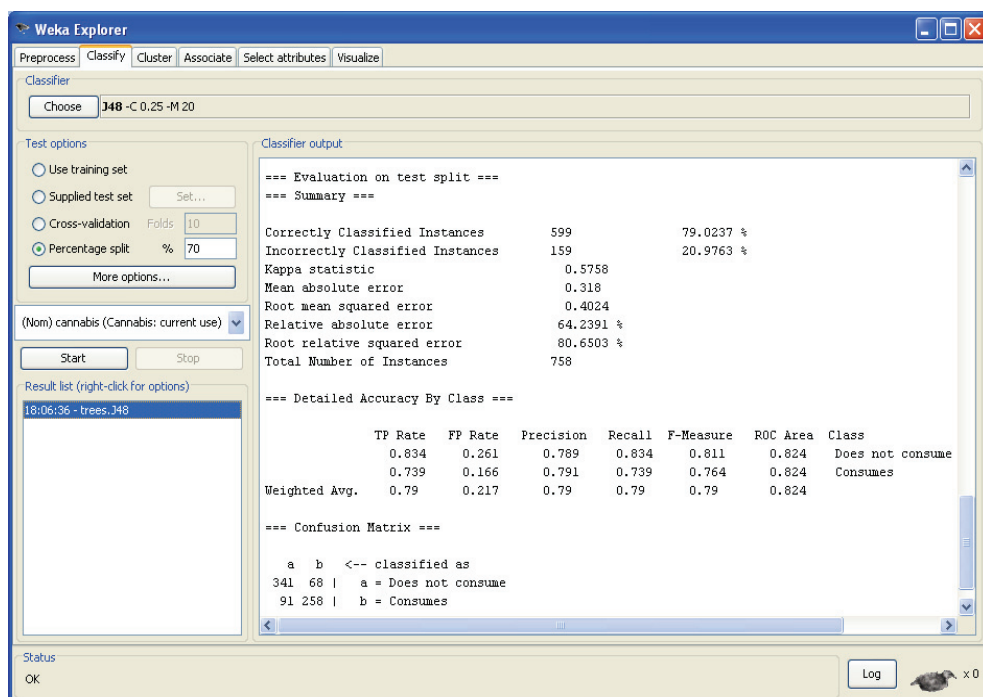 Weka Explorer
Preprocess Classify Cluster Associate Select attributes Visualize
Classifier
Choose J48 -C 0.25 -M 20
Test options
Use training set
Supplied test set Set...
Cross-validation Folds 10
Percentage split % 70
More options...
(Nom) cannabis (Cannabis: current use)
Start Stop
Result list (right-click for options)
18:06:36 - trees.J48
Classifier output
=== Evaluation on test split ===
=== Summary ===
Correctly Classified Instances 599 79.0237 %
Incorrectly Classified Instances 159 20.9763 %
Kappa statistic 0.5758
Mean absolute error 0.318
Root mean squared error 0.4024
Relative absolute error 64.2391 %
Root relative squared error 80.6503 %
Total Number of Instances 758
=== Detailed Accuracy By Class ===
TP Rate FP Rate Precision Recall F-Measure ROC Area Class
0.834 0.261 0.789 0.834 0.811 0.824 Does not consume
0.739 0.166 0.791 0.739 0.764 0.824 Consumes
Weighted Avg. 0.79 0.217 0.79 0.79 0.79 0.824
=== Confusion Matrix ===
a b <-- classified as
341 68 | a = Does not consume
91 258 | b = Consumes
Status
OK
Log
x 0